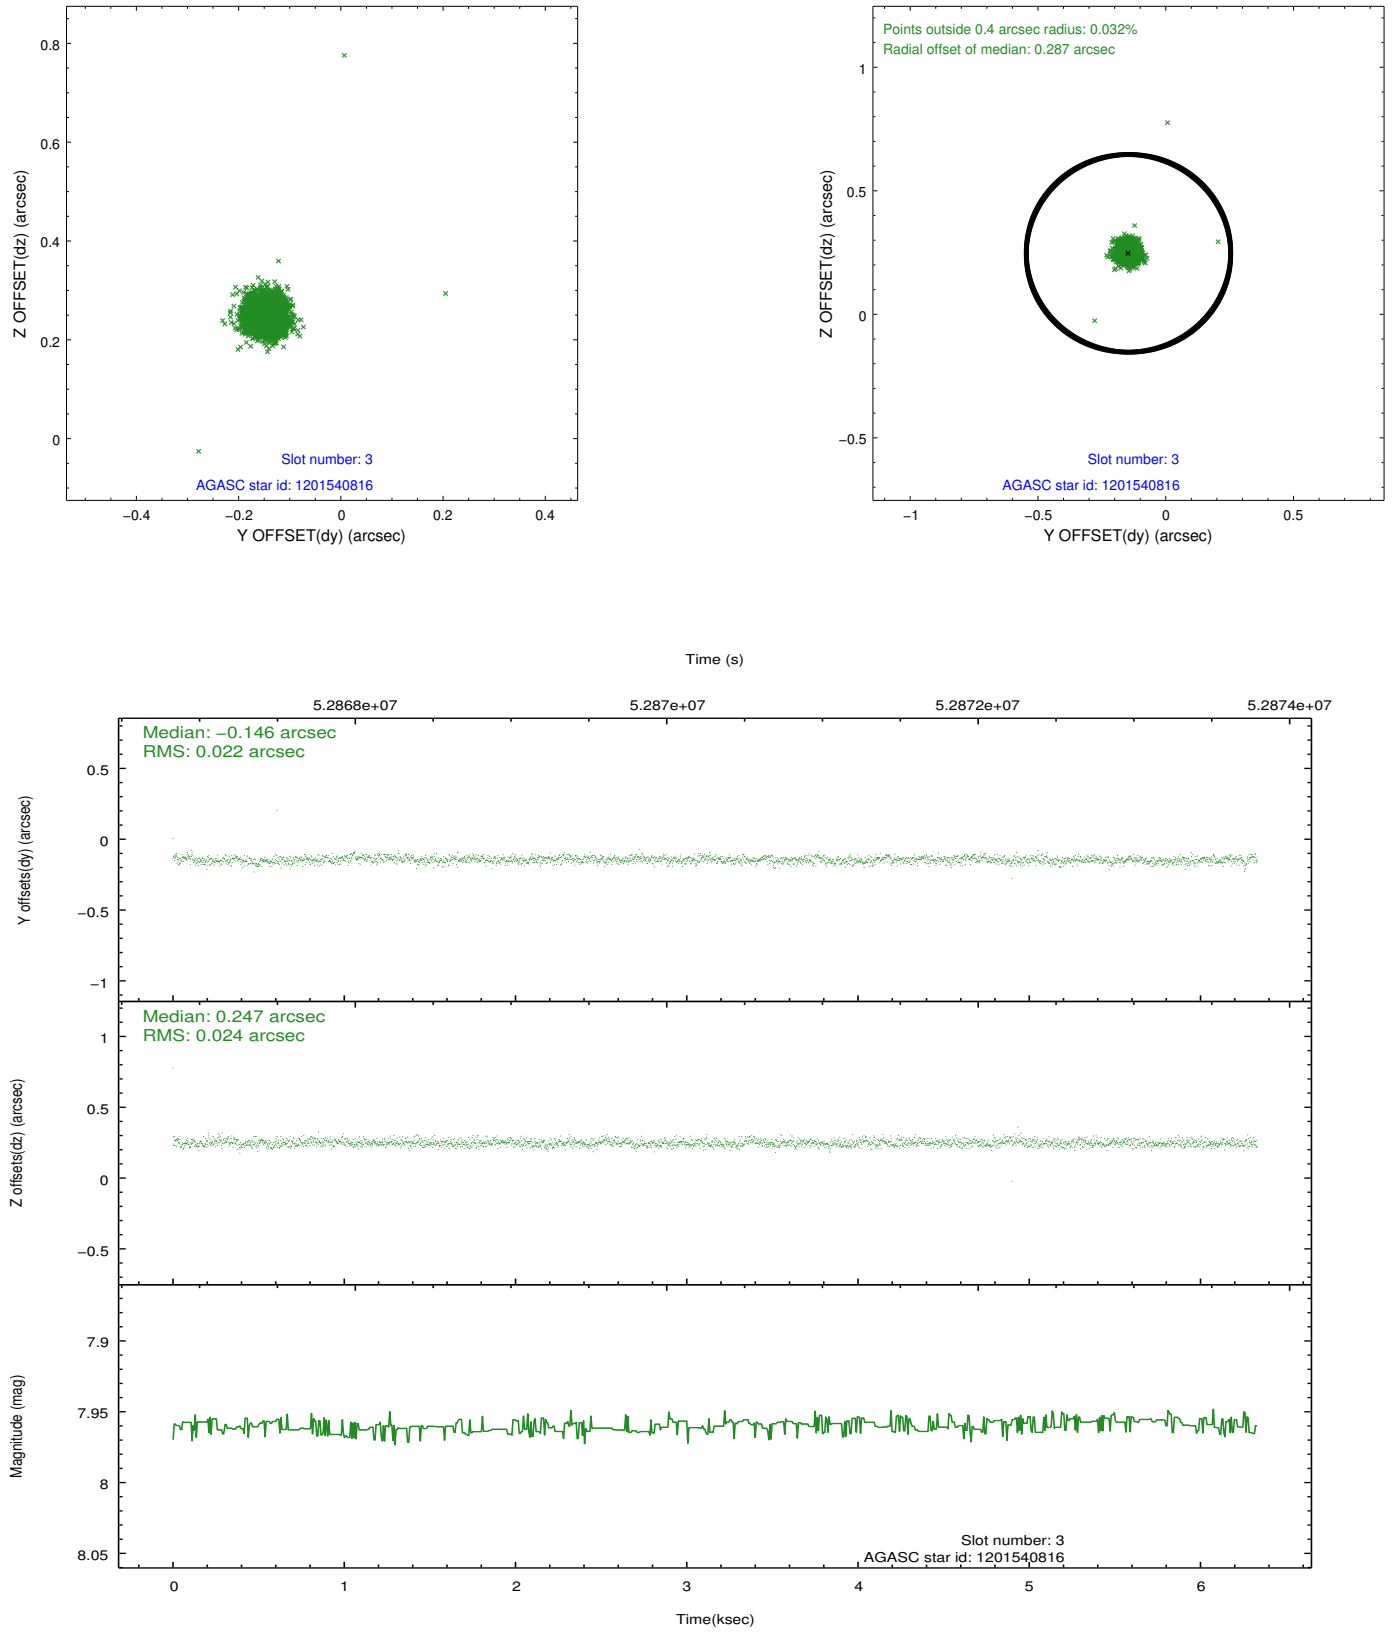 0.8
0.6
0.4
0.2
0
Z OFFSET(dz) (arcsec)
Slot number: 3
AGASC star id: 1201540816
−0.4 −0.2 0 0.2 0.4
Y OFFSET(dy) (arcsec)
Points outside 0.4 arcsec radius: 0.032%
Radial offset of median: 0.287 arcsec
1
0.5
0
−0.5
Z OFFSET(dz) (arcsec)
Slot number: 3
AGASC star id: 1201540816
−1 −0.5 0 0.5
Y OFFSET(dy) (arcsec)
Time (s)
5.2868e+07 5.287e+07 5.2872e+07 5.2874e+07
Median: −0.146 arcsec
RMS: 0.022 arcsec
0.5
0
−0.5
−1
Y offsets(dy) (arcsec)
Median: 0.247 arcsec
RMS: 0.024 arcsec
1
0.5
0
−0.5
Z offsets(dz) (arcsec)
7.9
7.95
8
8.05
Magnitude (mag)
Slot number: 3
AGASC star id: 1201540816
0 1 2 3 4 5 6
Time(ksec)